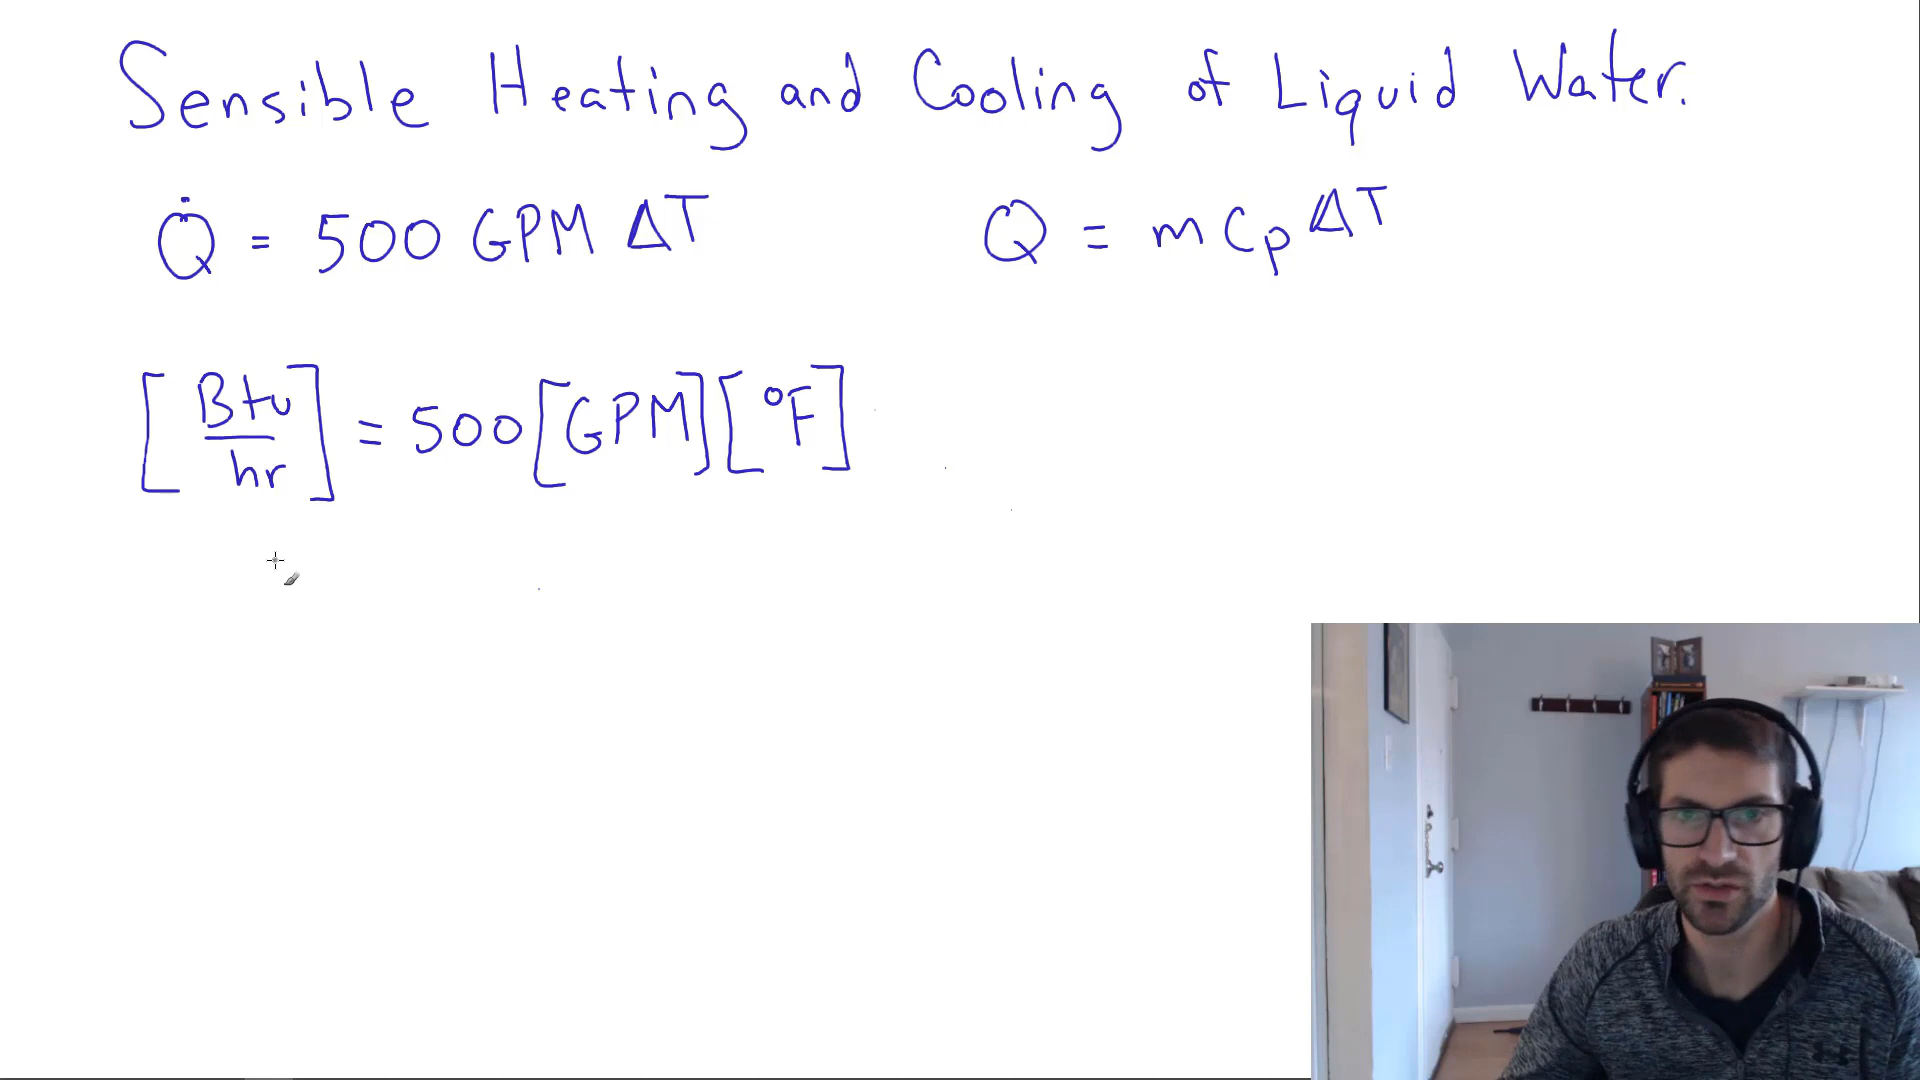 Sensible Heating and Cooling of Liquid Water.
Q̇ = 500 GPM ΔT
Q = m Cp ΔT
[Btu/hr] = 500 [GPM] [°F]